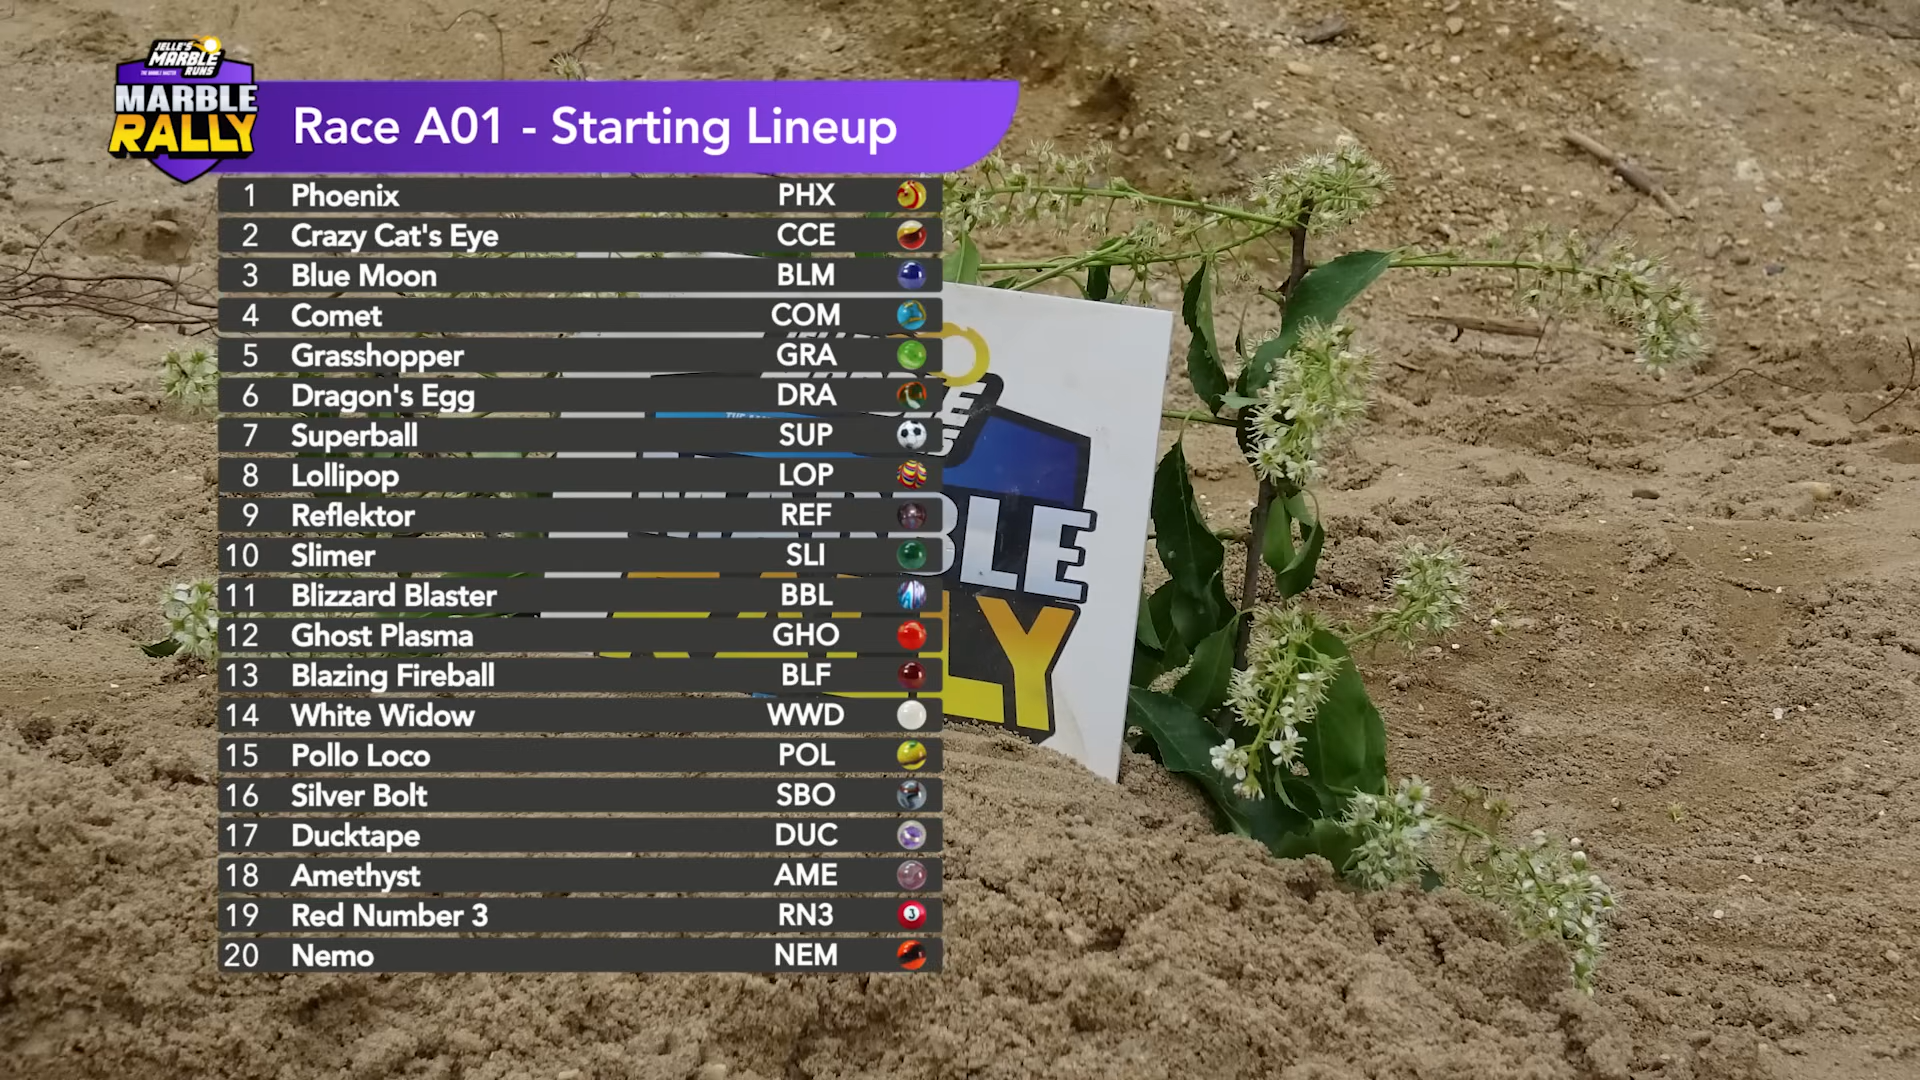 JELLE'S
MARBLE
RUNS
MARBLE
RALLY
Race A01 - Starting Lineup
1 Phoenix PHX
2 Crazy Cat's Eye CCE
3 Blue Moon BLM
4 Comet COM
5 Grasshopper GRA
6 Dragon's Egg DRA
7 Superball SUP
8 Lollipop LOP
9 Reflektor REF
10 Slimer SLI
11 Blizzard Blaster BBL
12 Ghost Plasma GHO
13 Blazing Fireball BLF
14 White Widow WWD
15 Pollo Loco POL
16 Silver Bolt SBO
17 Ducktape DUC
18 Amethyst AME
19 Red Number 3 RN3
3
20 Nemo NEM